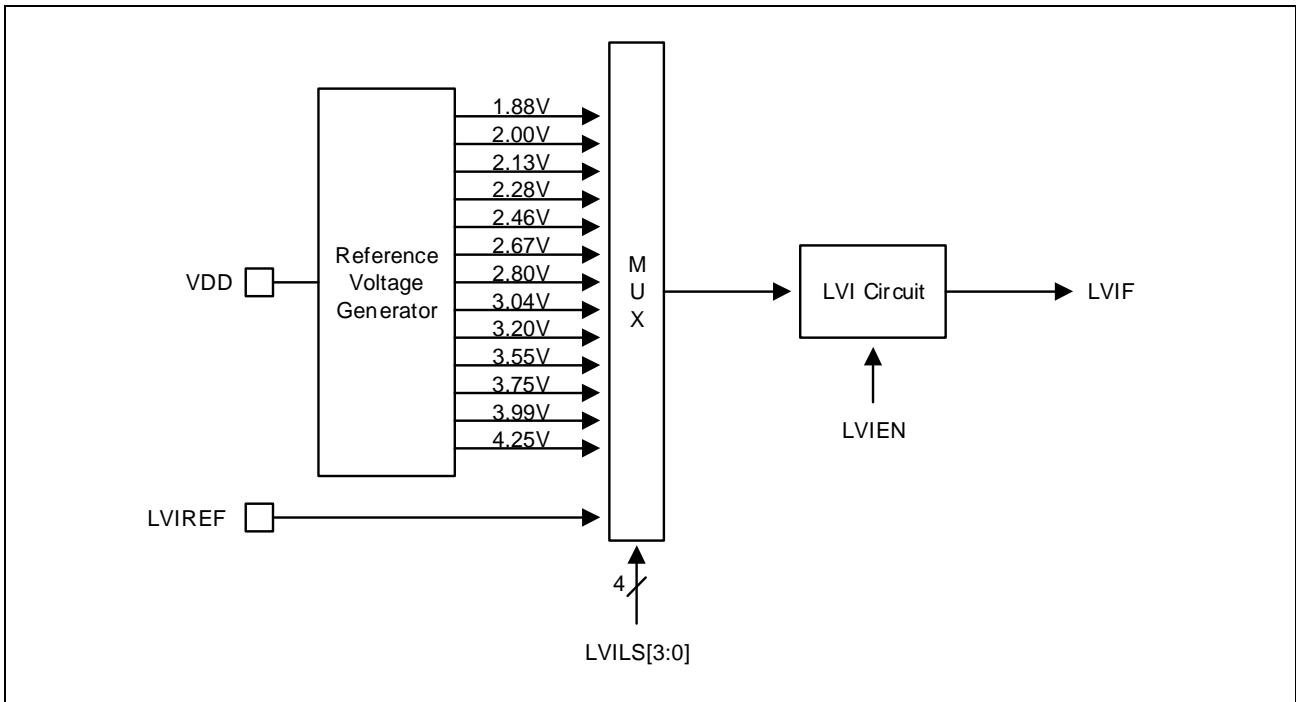 1.88V
2.00V
2.13V
2.28V
2.46V
2.67V
2.80V
3.04V
3.20V
3.55V
3.75V
3.99V
4.25V
VDD
Reference
Voltage
Generator
M
U
X
LVI Circuit
LVIF
LVIEN
LVIREF
4
LVILS[3:0]